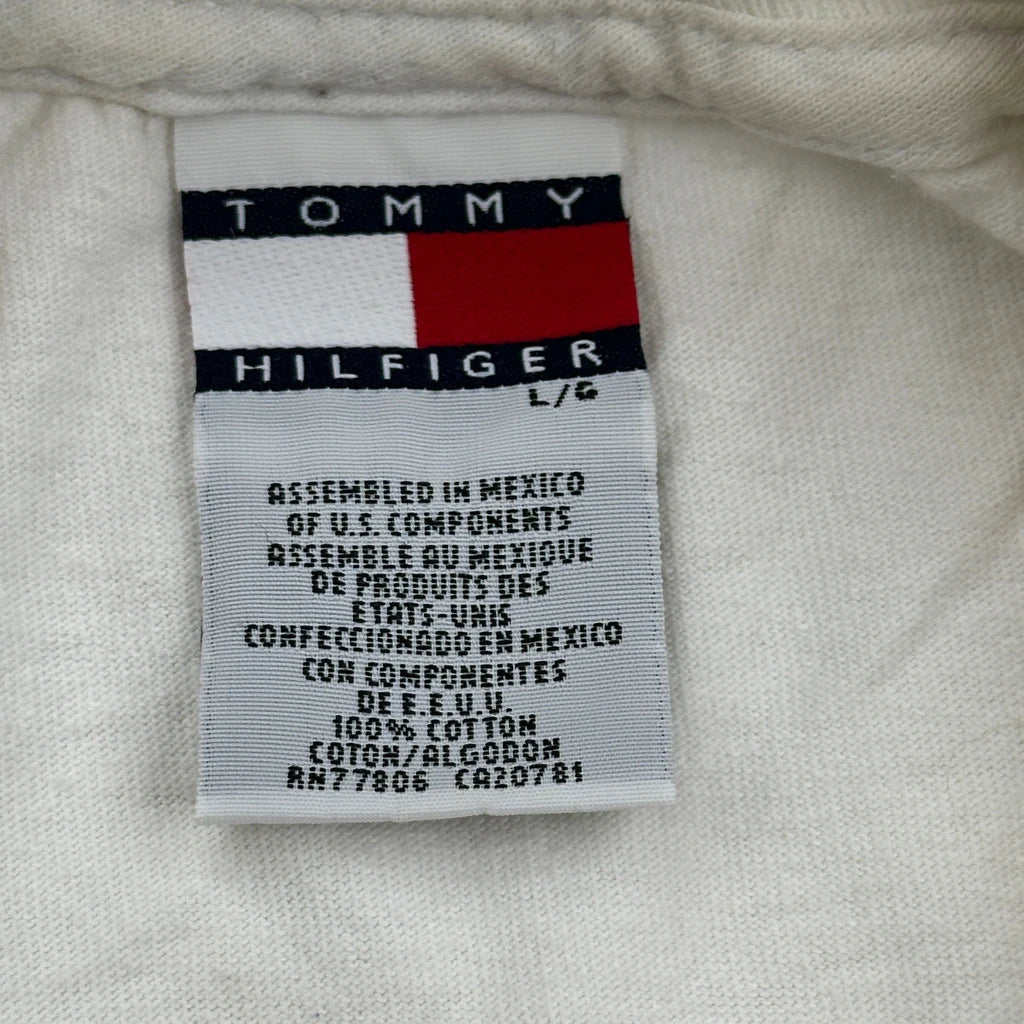 TOMMY
HILFIGER
L/G
ASSEMBLED IN MEXICO
OF U.S. COMPONENTS
ASSEMBLE AU MEXIQUE
DE PRODUITS DES
ETATS-UNIS
CONFECCIONADO EN MEXICO
CON COMPONENTES
DE E.E.U.U.
100% COTTON
COTON/ALGODON
RN77806 CA20781